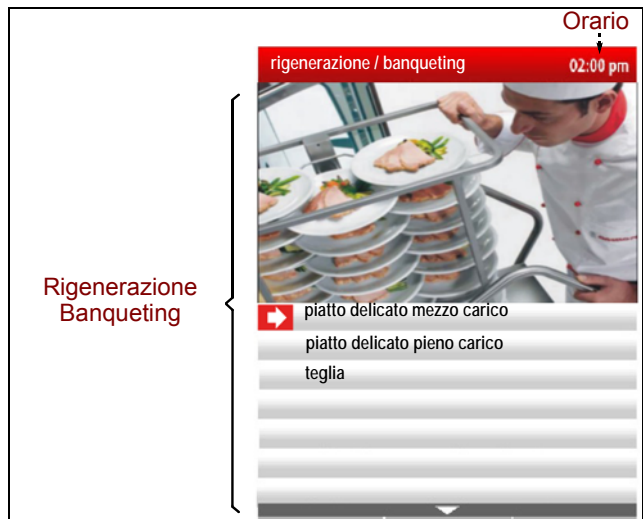 Orario
rigenerazione / banqueting 02:00 pm
Rigenerazione
Banqueting
piatto delicato mezzo carico
piatto delicato pieno carico
teglia